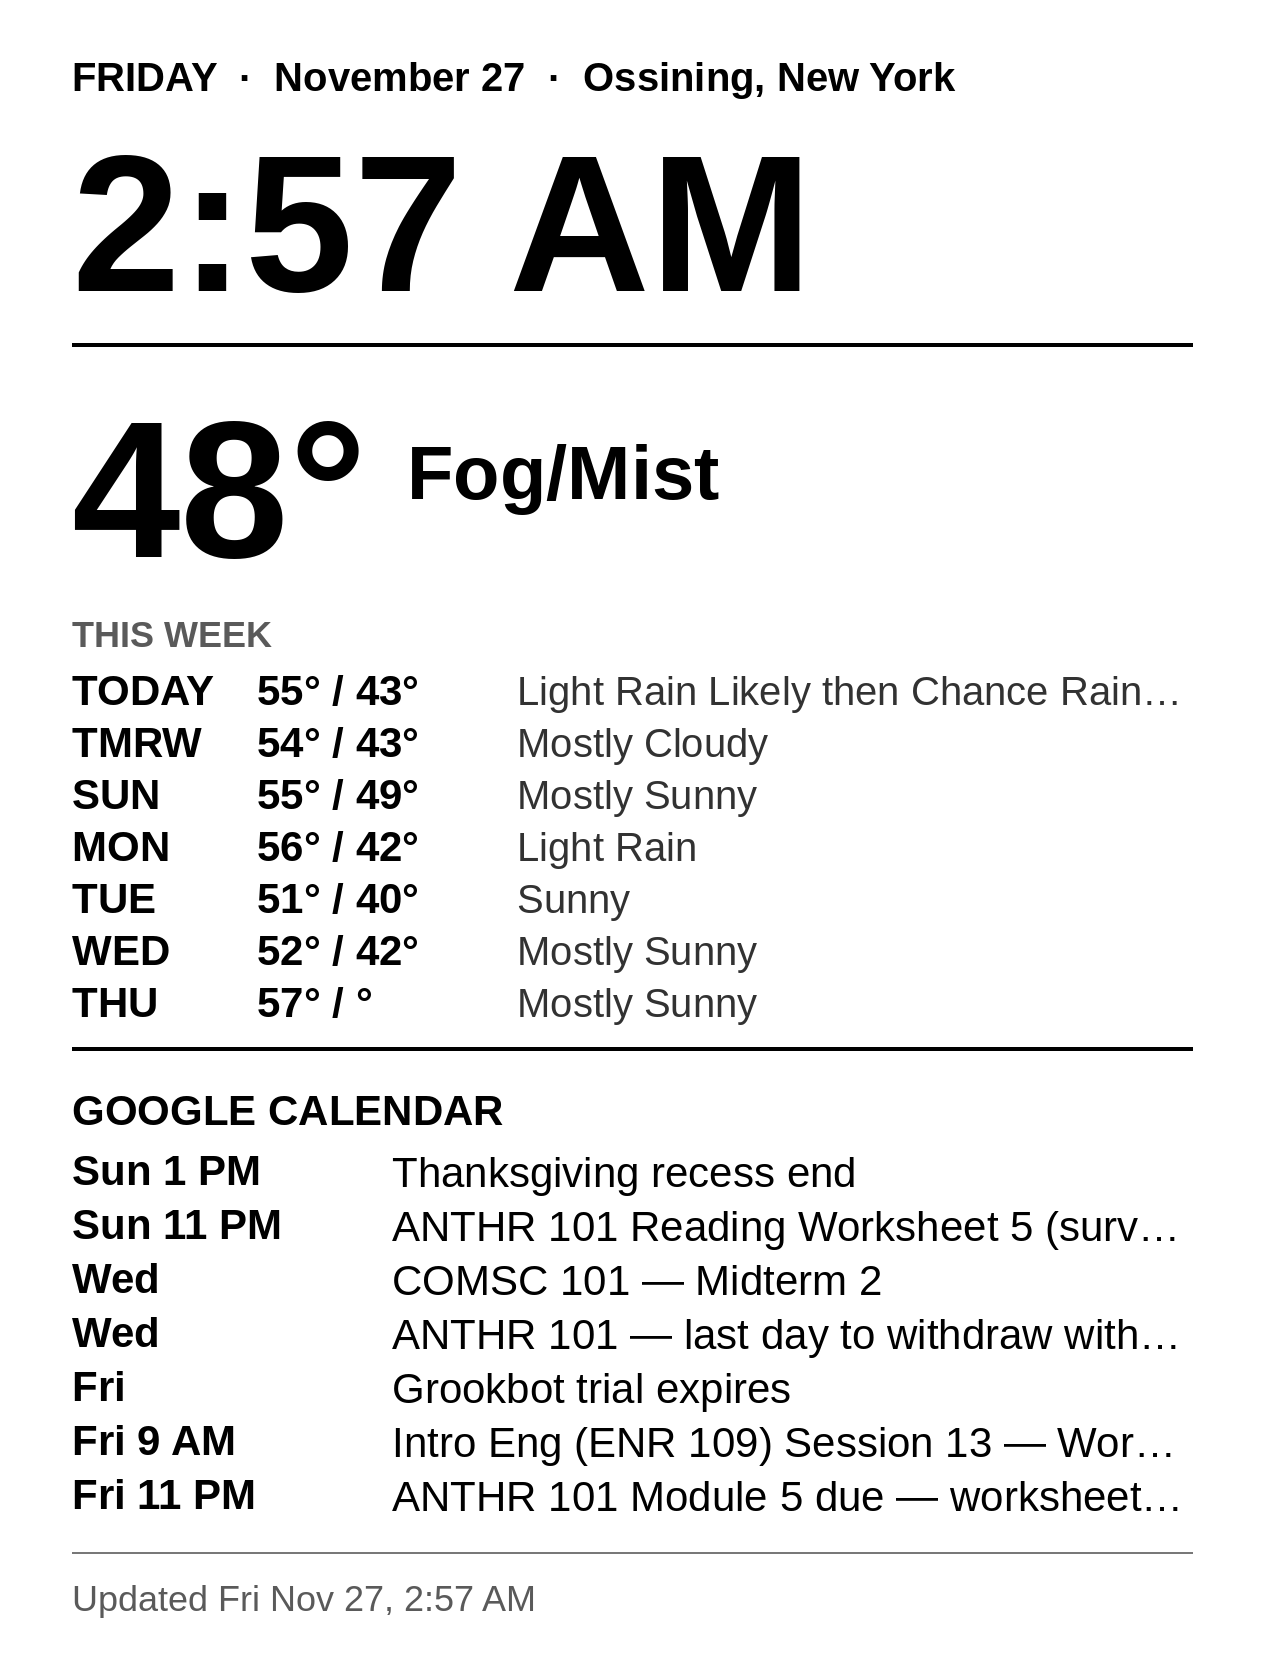 FRIDAY · November 27 · Ossining, New York
2:57 AM
48° Fog/Mist
THIS WEEK
TODAY 55° / 43° Light Rain Likely then Chance Rain…
TMRW 54° / 43° Mostly Cloudy
SUN 55° / 49° Mostly Sunny
MON 56° / 42° Light Rain
TUE 51° / 40° Sunny
WED 52° / 42° Mostly Sunny
THU 57° / ° Mostly Sunny
GOOGLE CALENDAR
Sun 1 PM Thanksgiving recess end
Sun 11 PM ANTHR 101 Reading Worksheet 5 (surv…
Wed COMSC 101 — Midterm 2
Wed ANTHR 101 — last day to withdraw with…
Fri Grookbot trial expires
Fri 9 AM Intro Eng (ENR 109) Session 13 — Wor…
Fri 11 PM ANTHR 101 Module 5 due — worksheet…
Updated Fri Nov 27, 2:57 AM